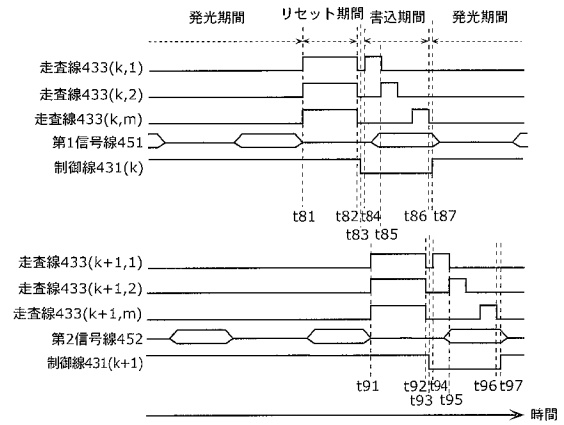 発光期間 リセット期間 書込期間 発光期間
走査線433(k,1)
走査線433(k,2)
走査線433(k,m)
第1信号線451
制御線431(k)
t81 t82 t84 t86 t87
t83 t85
走査線433(k+1,1)
走査線433(k+1,2)
走査線433(k+1,m)
第2信号線452
制御線431(k+1)
t91 t92 t94 t96 t97
t93 t95
時間